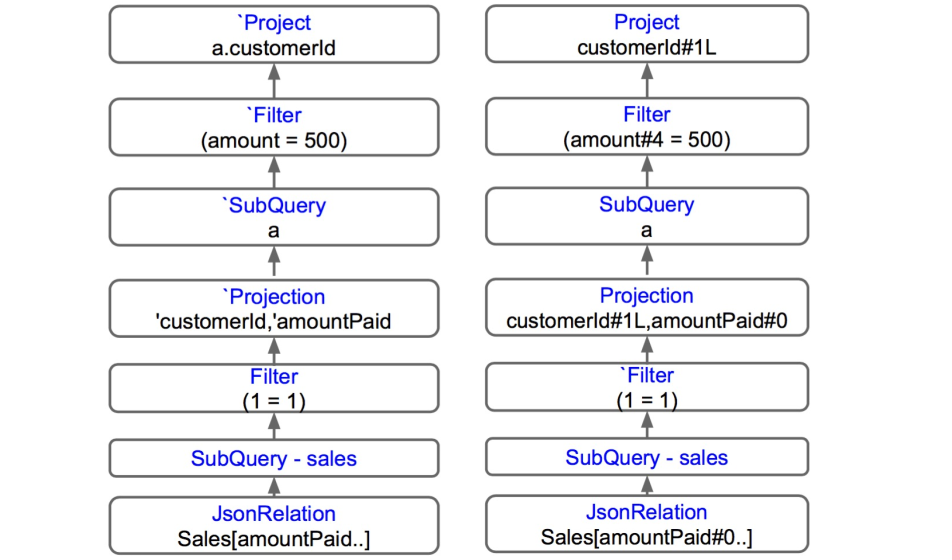 `Project
a.customerId
`Filter
(amount = 500)
`SubQuery
a
`Projection
'customerId,'amountPaid
Filter
(1 = 1)
SubQuery - sales
JsonRelation
Sales[amountPaid..]
Project
customerId#1L
Filter
(amount#4 = 500)
SubQuery
a
Projection
customerId#1L,amountPaid#0
`Filter
(1 = 1)
SubQuery - sales
JsonRelation
Sales[amountPaid#0..]